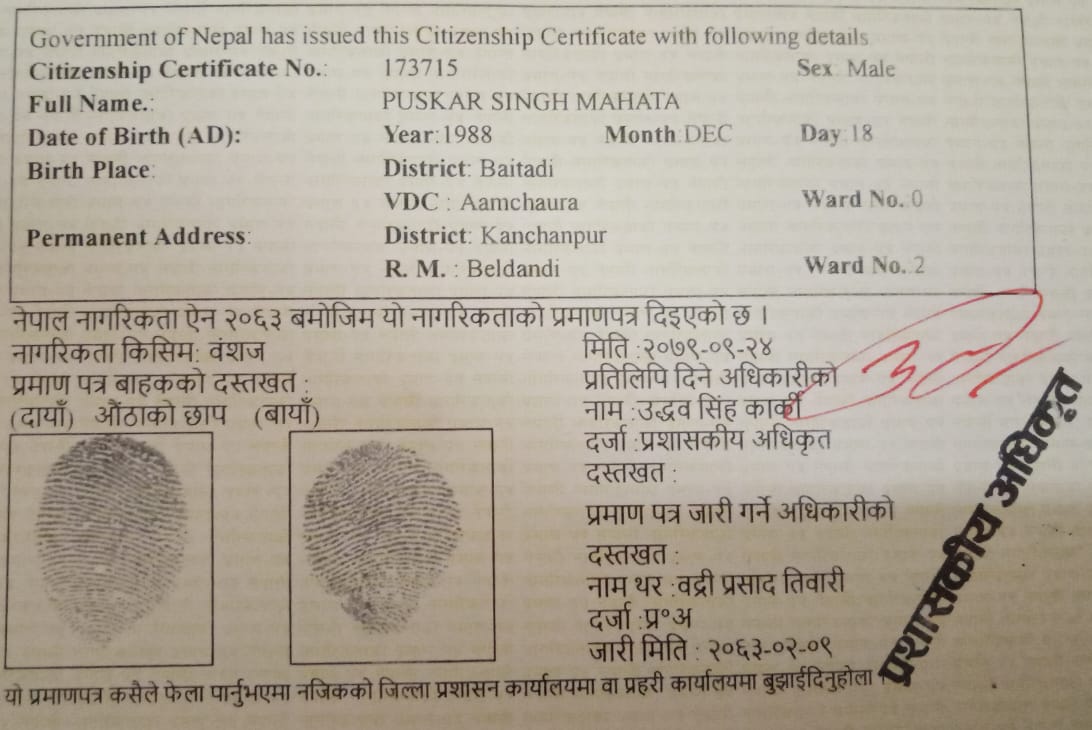 Government of Nepal has issued this Citizenship Certificate with following details.
Citizenship Certificate No.: 173715 Sex: Male
Full Name.: PUSKAR SINGH MAHATA
Date of Birth (AD): Year:1988 Month:DEC Day:18
Birth Place: District: Baitadi
VDC : Aamchaura Ward No.:0
Permanent Address: District: Kanchanpur
R. M. : Beldandi Ward No.:2
नेपाल नागरिकता ऐन २०६३ बमोजिम यो नागरिकताको प्रमाणपत्र दिइएको छ ।
नागरिकता किसिम: वंशज
प्रमाण पत्र बाहकको दस्तखत :
(दायाँ) औंठाको छाप (बायाँ)
मिति :२०७९-०९-२४
प्रतिलिपि दिने अधिकारीको
नाम :उद्धव सिंह कार्की
दर्जा :प्रशासकीय अधिकृत
दस्तखत :
प्रमाण पत्र जारी गर्ने अधिकारीको
दस्तखत :
नाम थर :वद्री प्रसाद तिवारी
दर्जा :प्र°अ
जारी मिति : २०६३-०२-०९
प्रशासकीय अधिकृत
यो प्रमाणपत्र कसैले फेला पार्नुभएमा नजिकको जिल्ला प्रशासन कार्यालयमा वा प्रहरी कार्यालयमा बुझाईदिनुहोला ।